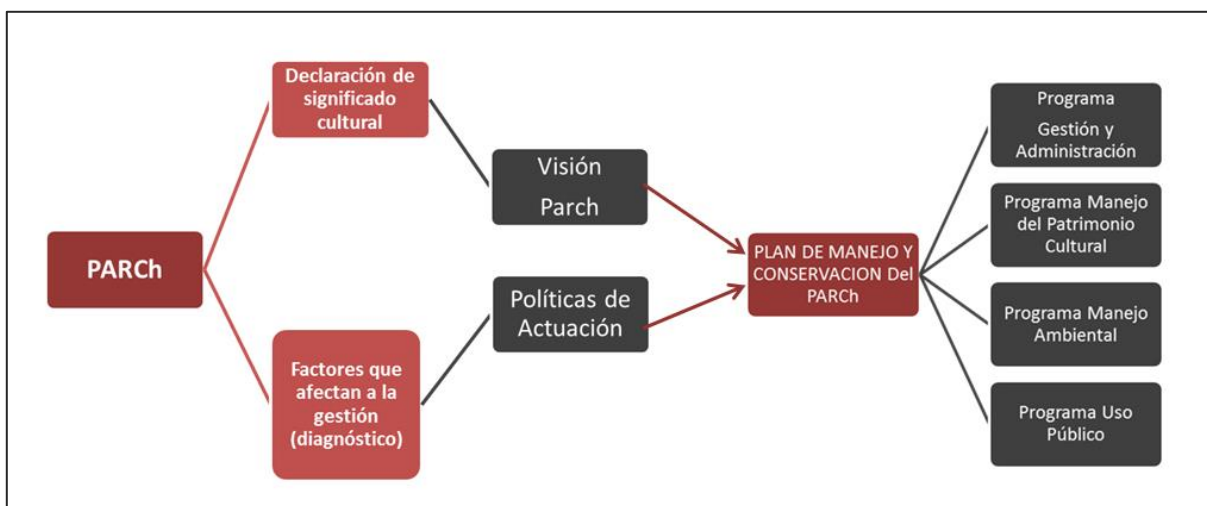 PARCh
Declaración de
significado
cultural
Factores que
afectan a la
gestión
(diagnóstico)
Visión
Parch
Políticas de
Actuación
PLAN DE MANEJO Y
CONSERVACION Del
PARCh
Programa
Gestión y
Administración
Programa Manejo
del Patrimonio
Cultural
Programa Manejo
Ambiental
Programa Uso
Público